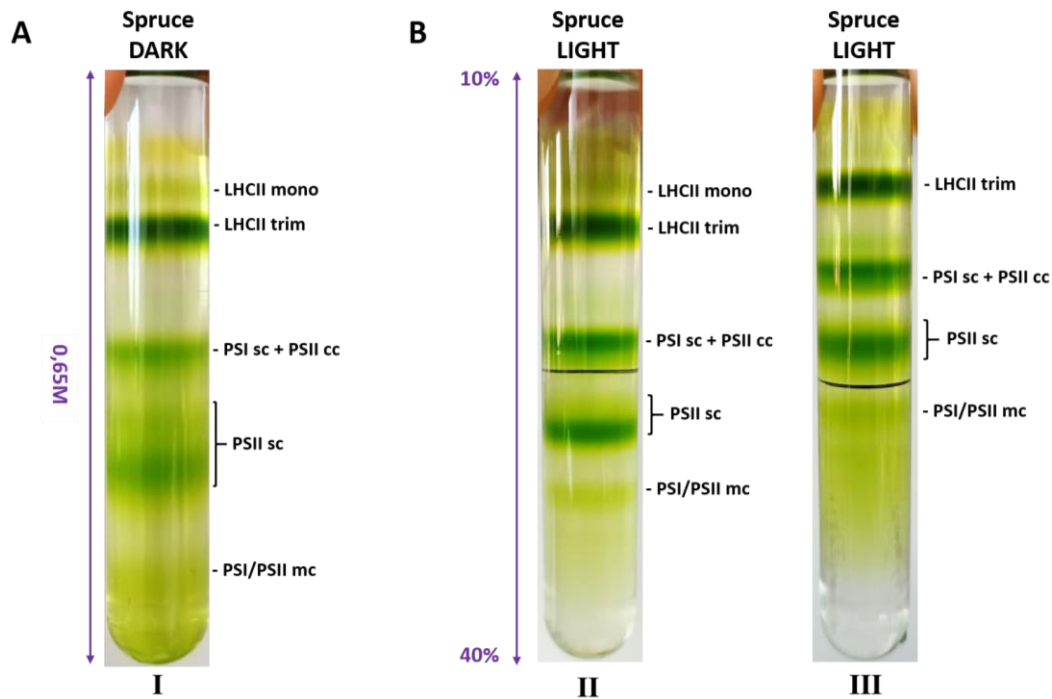 A
Spruce
DARK
0,65M
- LHCII mono
- LHCII trim
- PSI sc + PSII cc
PSII sc
- PSI/PSII mc
I
B
Spruce
LIGHT
10%
40%
- LHCII mono
- LHCII trim
- PSI sc + PSII cc
PSII sc
- PSI/PSII mc
II
Spruce
LIGHT
- LHCII trim
- PSI sc + PSII cc
PSII sc
- PSI/PSII mc
III